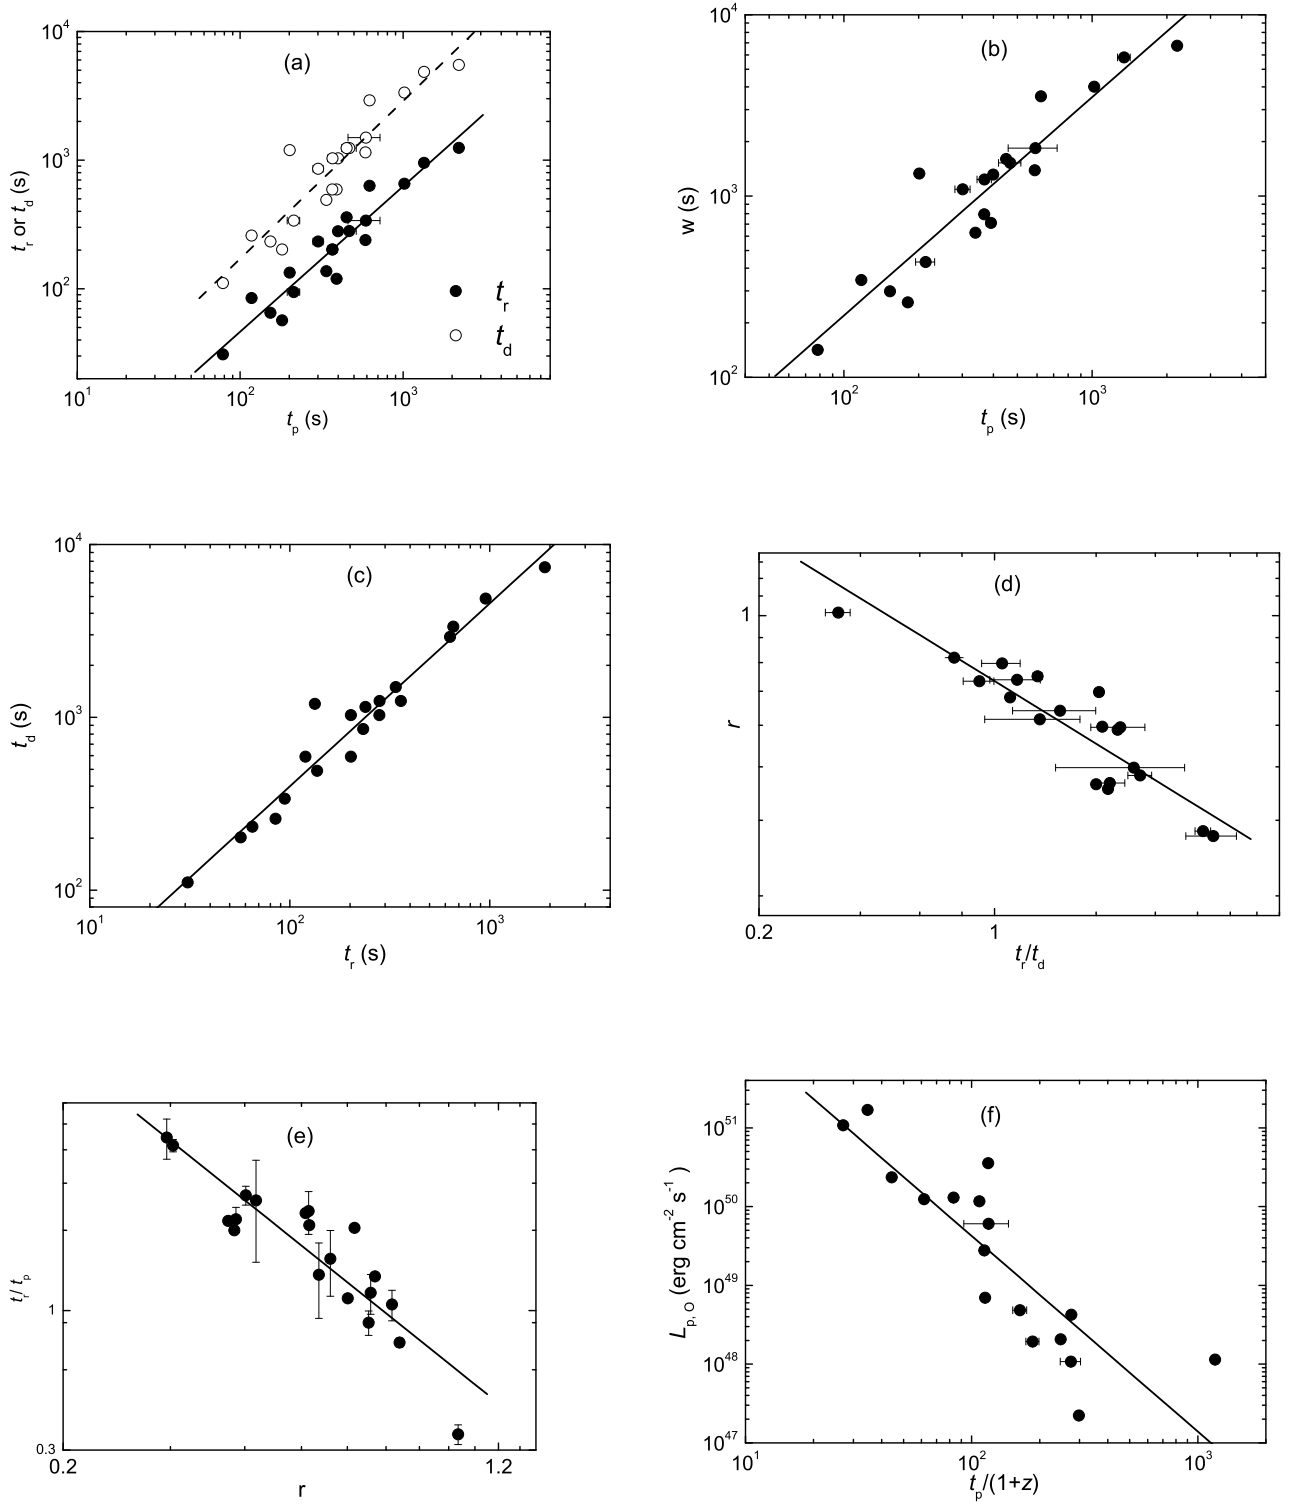 (a)
10^4
10^3
10^2
t_r or t_d (s)
t_r
t_d
10^1 10^2 10^3
t_p (s)
(b)
10^4
10^3
10^2
w (s)
10^2 10^3
t_p (s)
(c)
10^4
10^3
10^2
t_d (s)
10^1 10^2 10^3
t_r (s)
(d)
1
r
0.2 1
t_r/t_d
(e)
1
0.3
t_r/t_p
0.2 1.2
r
(f)
10^51
10^50
10^49
10^48
10^47
L_p,O (erg cm^-2 s^-1 )
10^1 10^2 10^3
t_p/(1+z)